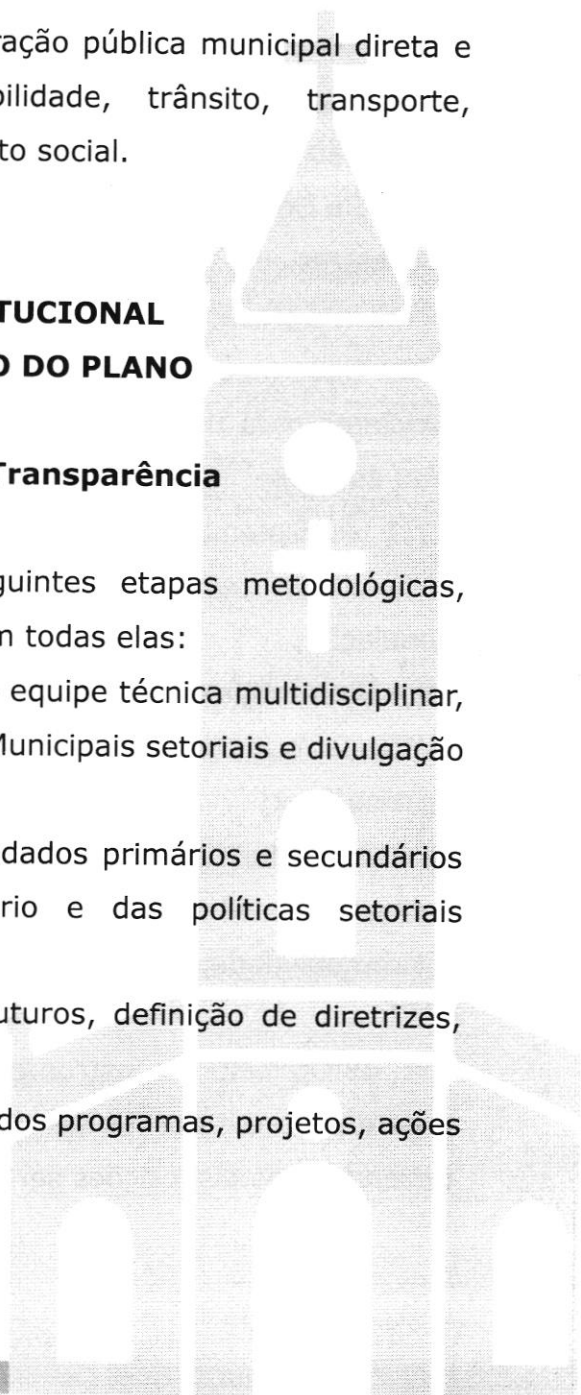 ração pública municipal direta e
bilidade, trânsito, transporte,
to social.
TUCIONAL
O DO PLANO
Transparência
guintes etapas metodológicas,
m todas elas:
equipe técnica multidisciplinar,
Municipais setoriais e divulgação
dados primários e secundários
rio e das políticas setoriais
uturos, definição de diretrizes,
dos programas, projetos, ações